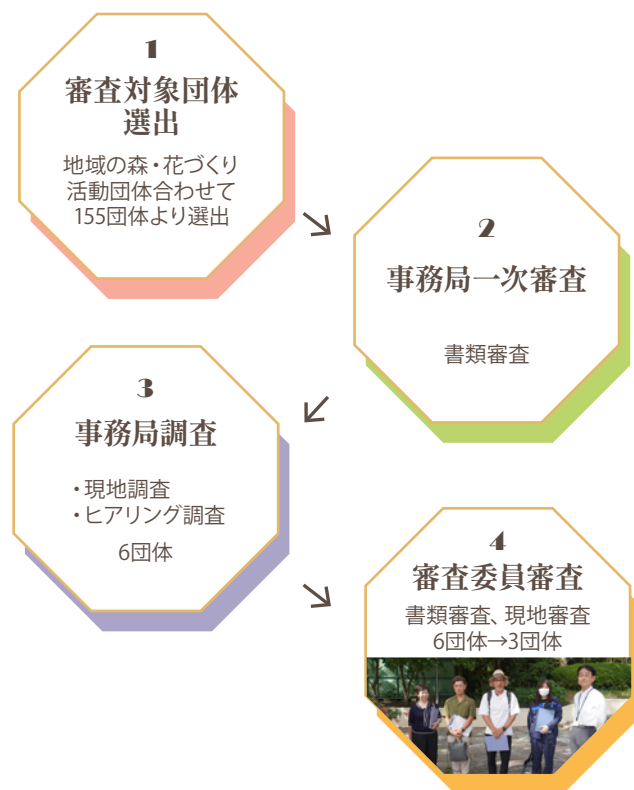 1
審査対象団体
選出
地域の森・花づくり
活動団体合わせて
155団体より選出
2
事務局一次審査
書類審査
3
事務局調査
・現地調査
・ヒアリング調査
6団体
4
審査委員審査
書類審査、現地審査
6団体→3団体